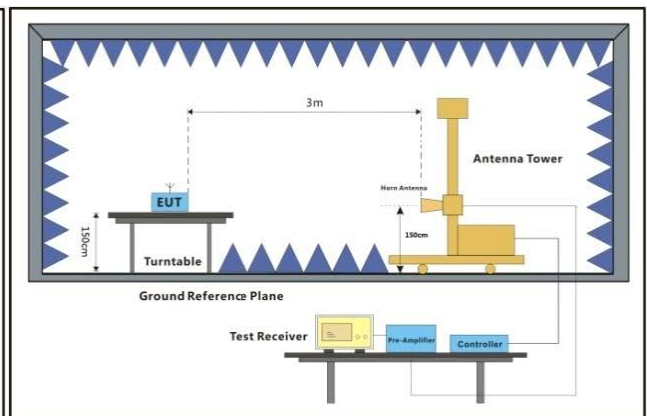 3m
Antenna Tower
Horn Antenna
EUT
150cm
150cm
Turntable
Ground Reference Plane
Test Receiver
Pre-Amplifier
Controller